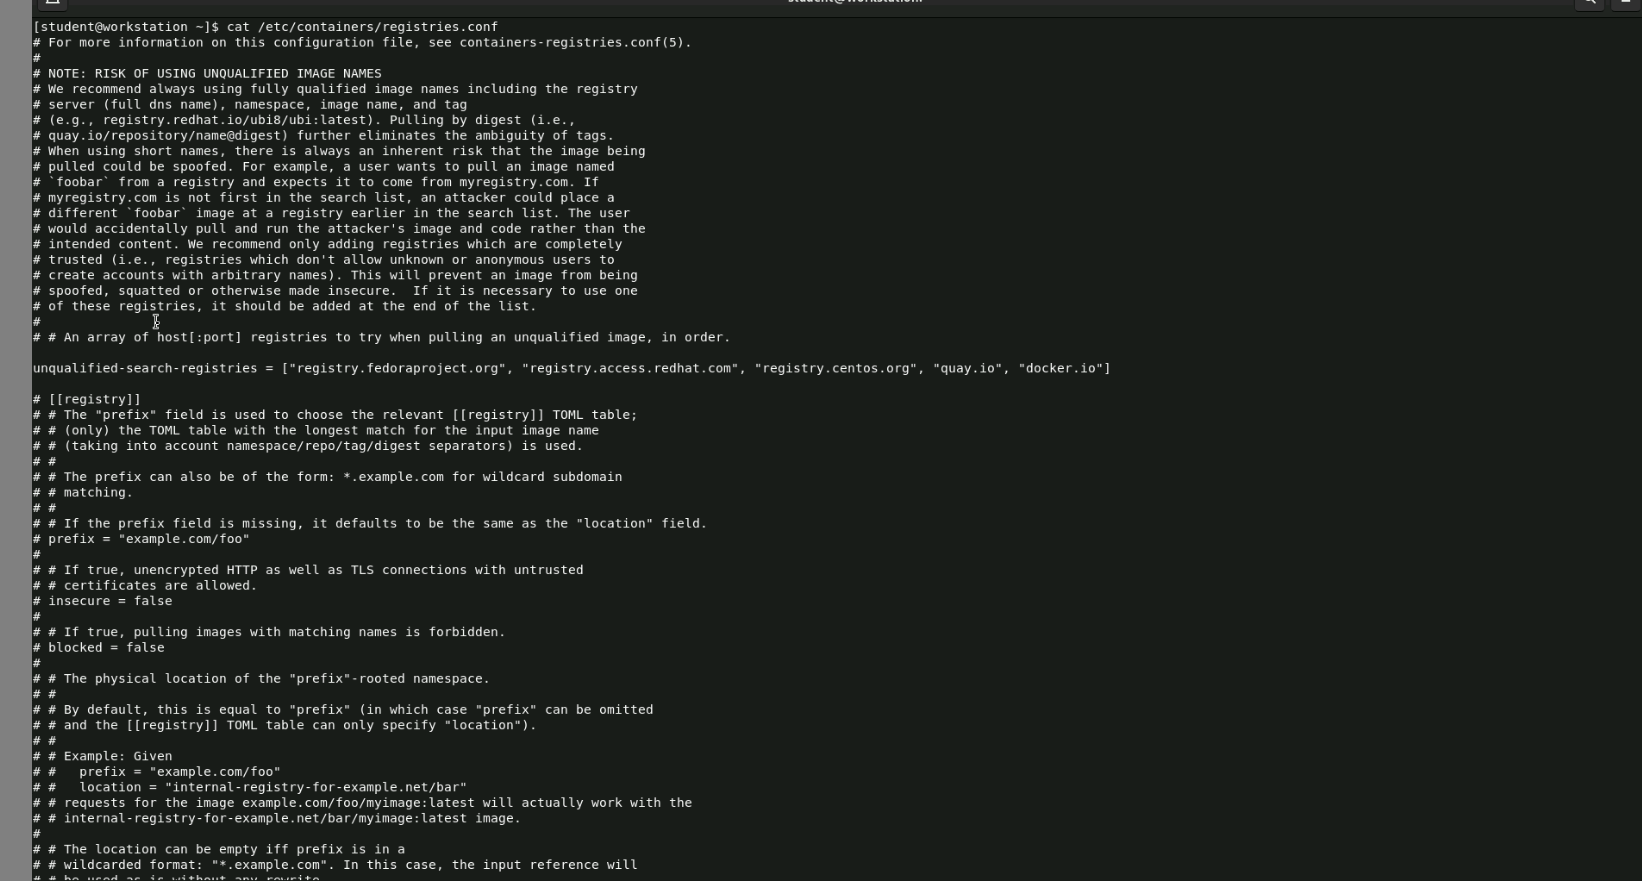 student@workstation:
[student@workstation ~]$ cat /etc/containers/registries.conf
# For more information on this configuration file, see containers-registries.conf(5).
#
# NOTE: RISK OF USING UNQUALIFIED IMAGE NAMES
# We recommend always using fully qualified image names including the registry
# server (full dns name), namespace, image name, and tag
# (e.g., registry.redhat.io/ubi8/ubi:latest). Pulling by digest (i.e.,
# quay.io/repository/name@digest) further eliminates the ambiguity of tags.
# When using short names, there is always an inherent risk that the image being
# pulled could be spoofed. For example, a user wants to pull an image named
# `foobar` from a registry and expects it to come from myregistry.com. If
# myregistry.com is not first in the search list, an attacker could place a
# different `foobar` image at a registry earlier in the search list. The user
# would accidentally pull and run the attacker's image and code rather than the
# intended content. We recommend only adding registries which are completely
# trusted (i.e., registries which don't allow unknown or anonymous users to
# create accounts with arbitrary names). This will prevent an image from being
# spoofed, squatted or otherwise made insecure.  If it is necessary to use one
# of these registries, it should be added at the end of the list.
#
# # An array of host[:port] registries to try when pulling an unqualified image, in order.

unqualified-search-registries = ["registry.fedoraproject.org", "registry.access.redhat.com", "registry.centos.org", "quay.io", "docker.io"]

# [[registry]]
# # The "prefix" field is used to choose the relevant [[registry]] TOML table;
# # (only) the TOML table with the longest match for the input image name
# # (taking into account namespace/repo/tag/digest separators) is used.
# #
# # The prefix can also be of the form: *.example.com for wildcard subdomain
# # matching.
# #
# # If the prefix field is missing, it defaults to be the same as the "location" field.
# prefix = "example.com/foo"
#
# # If true, unencrypted HTTP as well as TLS connections with untrusted
# # certificates are allowed.
# insecure = false
#
# # If true, pulling images with matching names is forbidden.
# blocked = false
#
# # The physical location of the "prefix"-rooted namespace.
# #
# # By default, this is equal to "prefix" (in which case "prefix" can be omitted
# # and the [[registry]] TOML table can only specify "location").
# #
# # Example: Given
# #   prefix = "example.com/foo"
# #   location = "internal-registry-for-example.net/bar"
# # requests for the image example.com/foo/myimage:latest will actually work with the
# # internal-registry-for-example.net/bar/myimage:latest image.
#
# # The location can be empty iff prefix is in a
# # wildcarded format: "*.example.com". In this case, the input reference will
# # be used as-is without any rewrite.